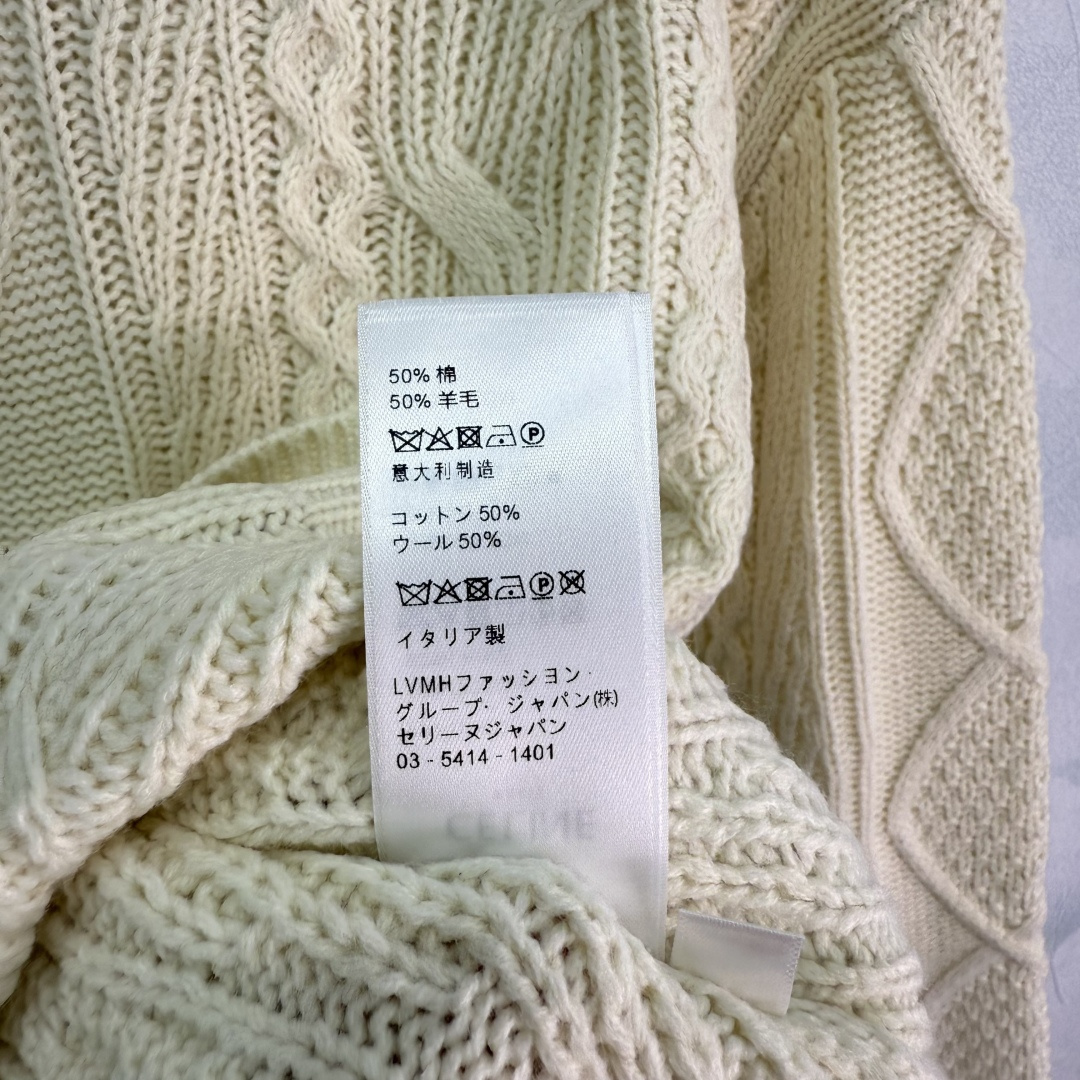 50% 棉
50% 羊毛
P
意大利制造
コットン 50%
ウール 50%
P W
イタリア製
LVMHファッション・
グループ・ジャパン(株)
セリーヌジャパン
03 - 5414 - 1401
CELINE